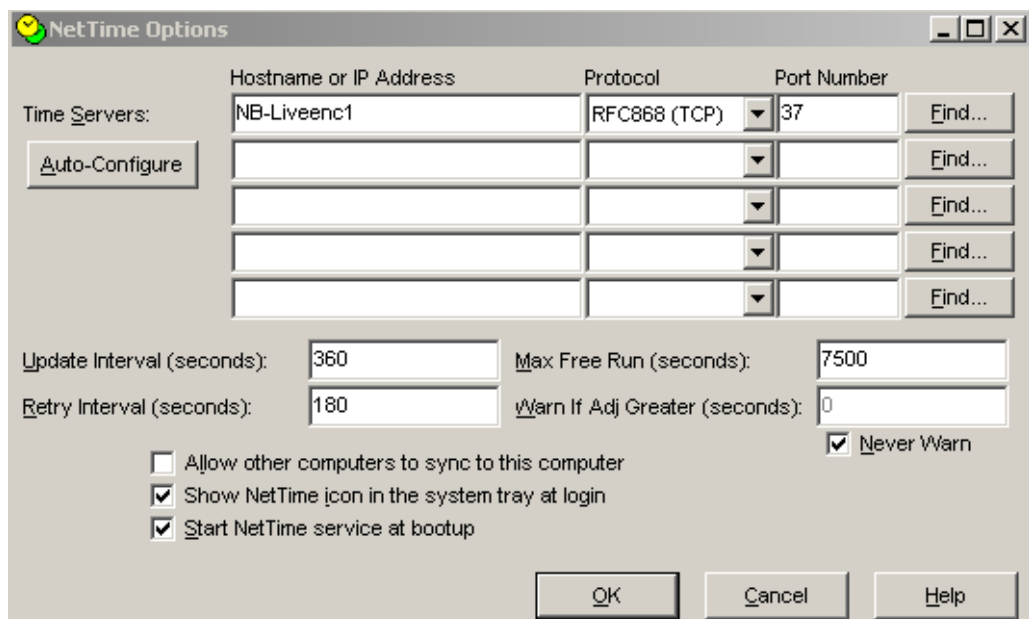 NetTime Options
Hostname or IP Address Protocol Port Number
Time Servers: NB-Liveenc1 RFC868 (TCP) 37 Find...
Auto-Configure Find...
Find...
Find...
Find...
Update Interval (seconds): 360 Max Free Run (seconds): 7500
Retry Interval (seconds): 180 Warn If Adj Greater (seconds): 0
Never Warn
Allow other computers to sync to this computer
Show NetTime icon in the system tray at login
Start NetTime service at bootup
OK Cancel Help